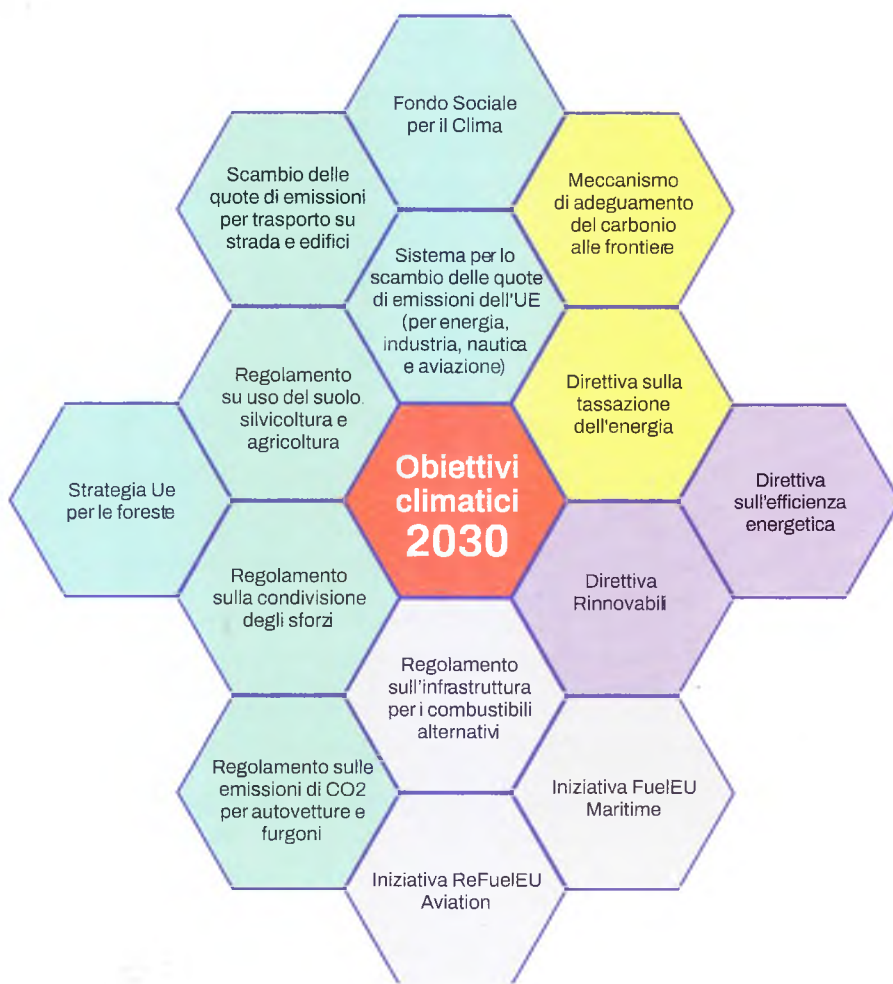 Fondo Sociale
per il Clima
Scambio delle
quote di emissioni
per trasporto su
strada e edifici
Meccanismo
di adeguamento
del carbonio
alle frontiere
Sistema per lo
scambio delle quote
di emissioni dell'UE
(per energia,
industria, nautica
e aviazione)
Regolamento
su uso del suolo,
silvicoltura e
agricoltura
Direttiva sulla
tassazione
dell'energia
Strategia Ue
per le foreste
Obiettivi
climatici
2030
Direttiva
sull'efficienza
energetica
Regolamento
sulla condivisione
degli sforzi
Direttiva
Rinnovabili
Regolamento
sull'infrastruttura
per i combustibili
alternativi
Regolamento sulle
emissioni di CO2
per autovetture e
furgoni
Iniziativa FuelEU
Maritime
Iniziativa ReFuelEU
Aviation